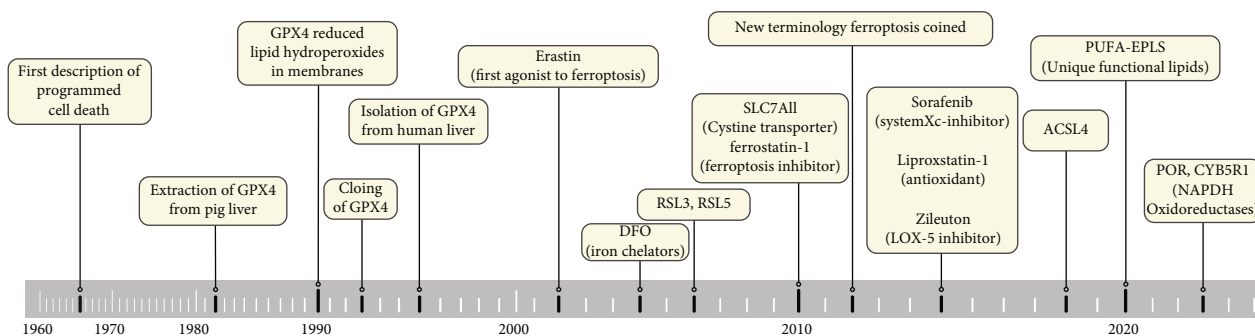 First description of
programmed
cell death
Extraction of GPX4
from pig liver
GPX4 reduced
lipid hydroperoxides
in membranes
Cloing
of GPX4
Isolation of GPX4
from human liver
Erastin
(first agonist to ferroptosis)
DFO
(iron chelators)
RSL3, RSL5
SLC7All
(Cystine transporter)
ferrostatin-1
(ferroptosis inhibitor)
New terminology ferroptosis coined
Sorafenib
(systemXc-inhibitor)
Liproxstatin-1
(antioxidant)
Zileuton
(LOX-5 inhibitor)
ACSL4
PUFA-EPLS
(Unique functional lipids)
POR, CYB5R1
(NAPDH
Oxidoreductases)
1960
1970
1980
1990
2000
2010
2020